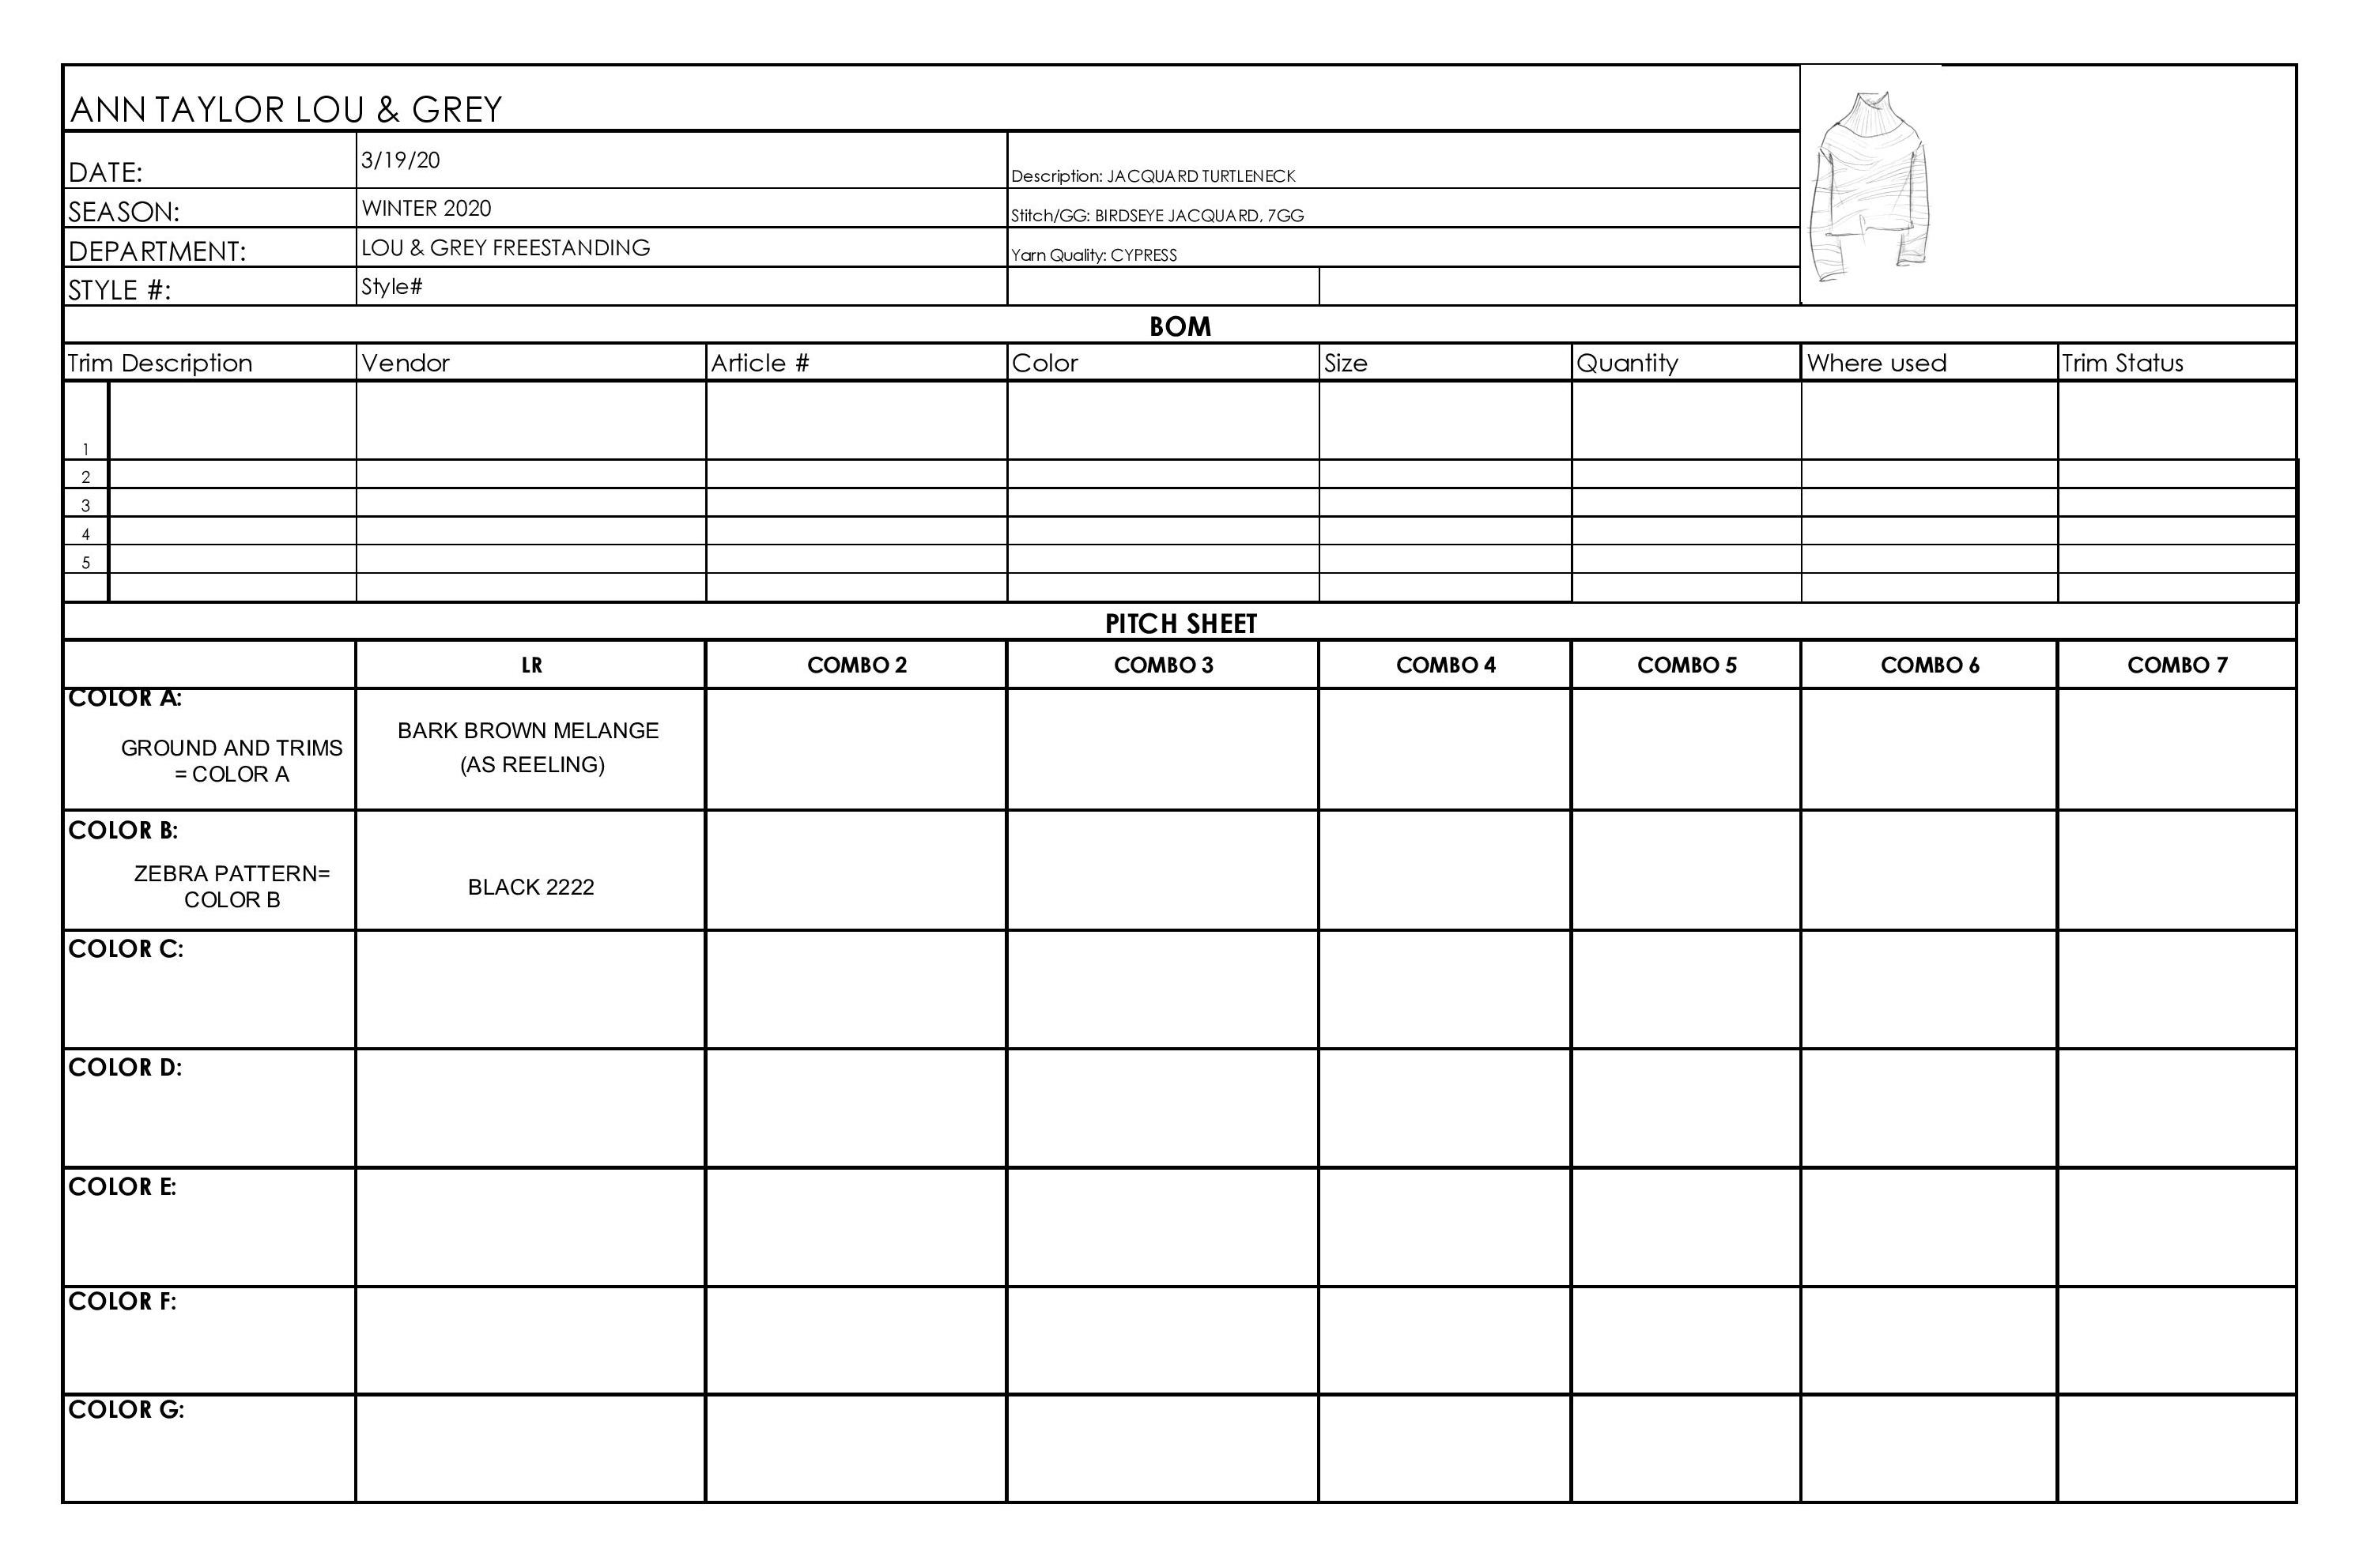 ANN TAYLOR LOU & GREY
DATE: 3/19/20 Description: JACQUARD TURTLENECK
SEASON: WINTER 2020 Stitch/GG: BIRDSEYE JACQUARD, 7GG
DEPARTMENT: LOU & GREY FREESTANDING Yarn Quality: CYPRESS
STYLE #: Style#
BOM
Trim Description Vendor Article # Color Size Quantity Where used Trim Status
1
2
3
4
5
PITCH SHEET
LR COMBO 2 COMBO 3 COMBO 4 COMBO 5 COMBO 6 COMBO 7
COLOR A:
GROUND AND TRIMS
= COLOR A
BARK BROWN MELANGE
(AS REELING)
COLOR B:
ZEBRA PATTERN=
COLOR B
BLACK 2222
COLOR C:
COLOR D:
COLOR E:
COLOR F:
COLOR G: